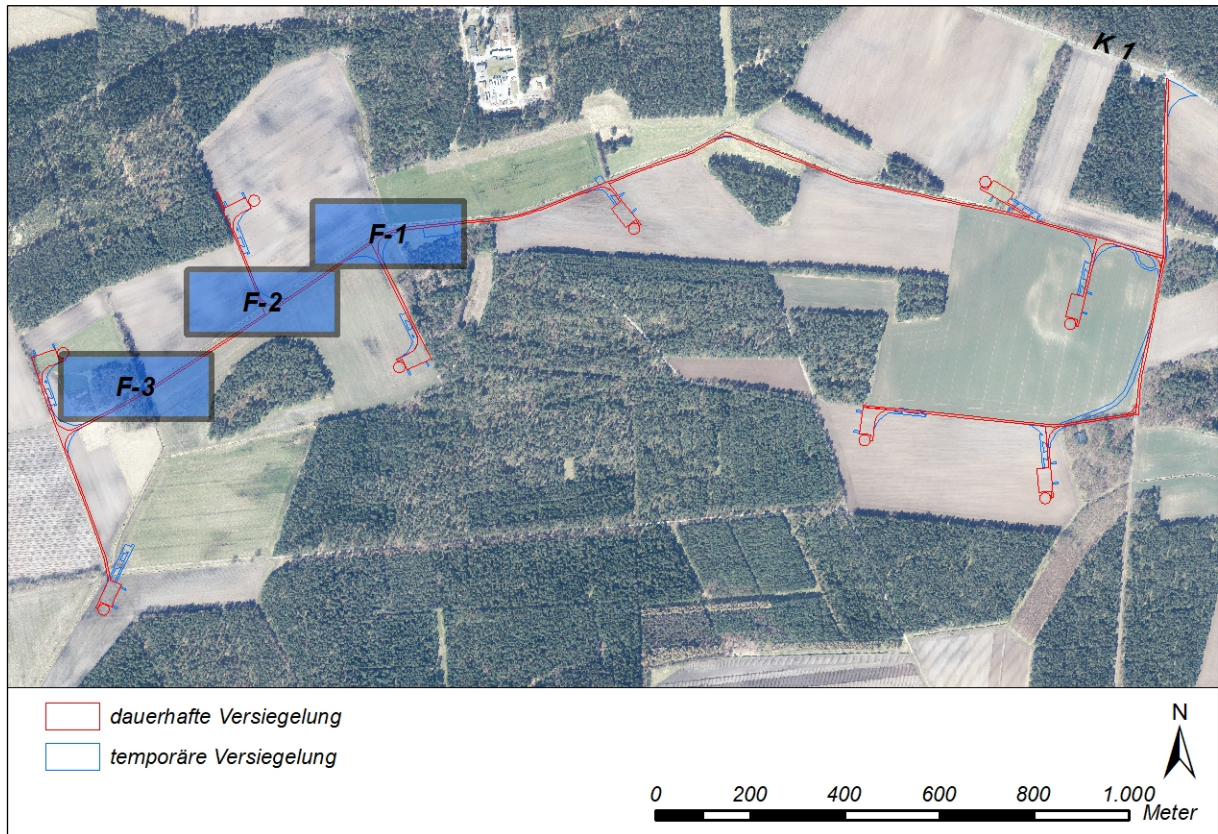 K 1
F-1
F-2
F-3
dauerhafte Versiegelung
temporäre Versiegelung
N
0 200 400 600 800 1.000
Meter